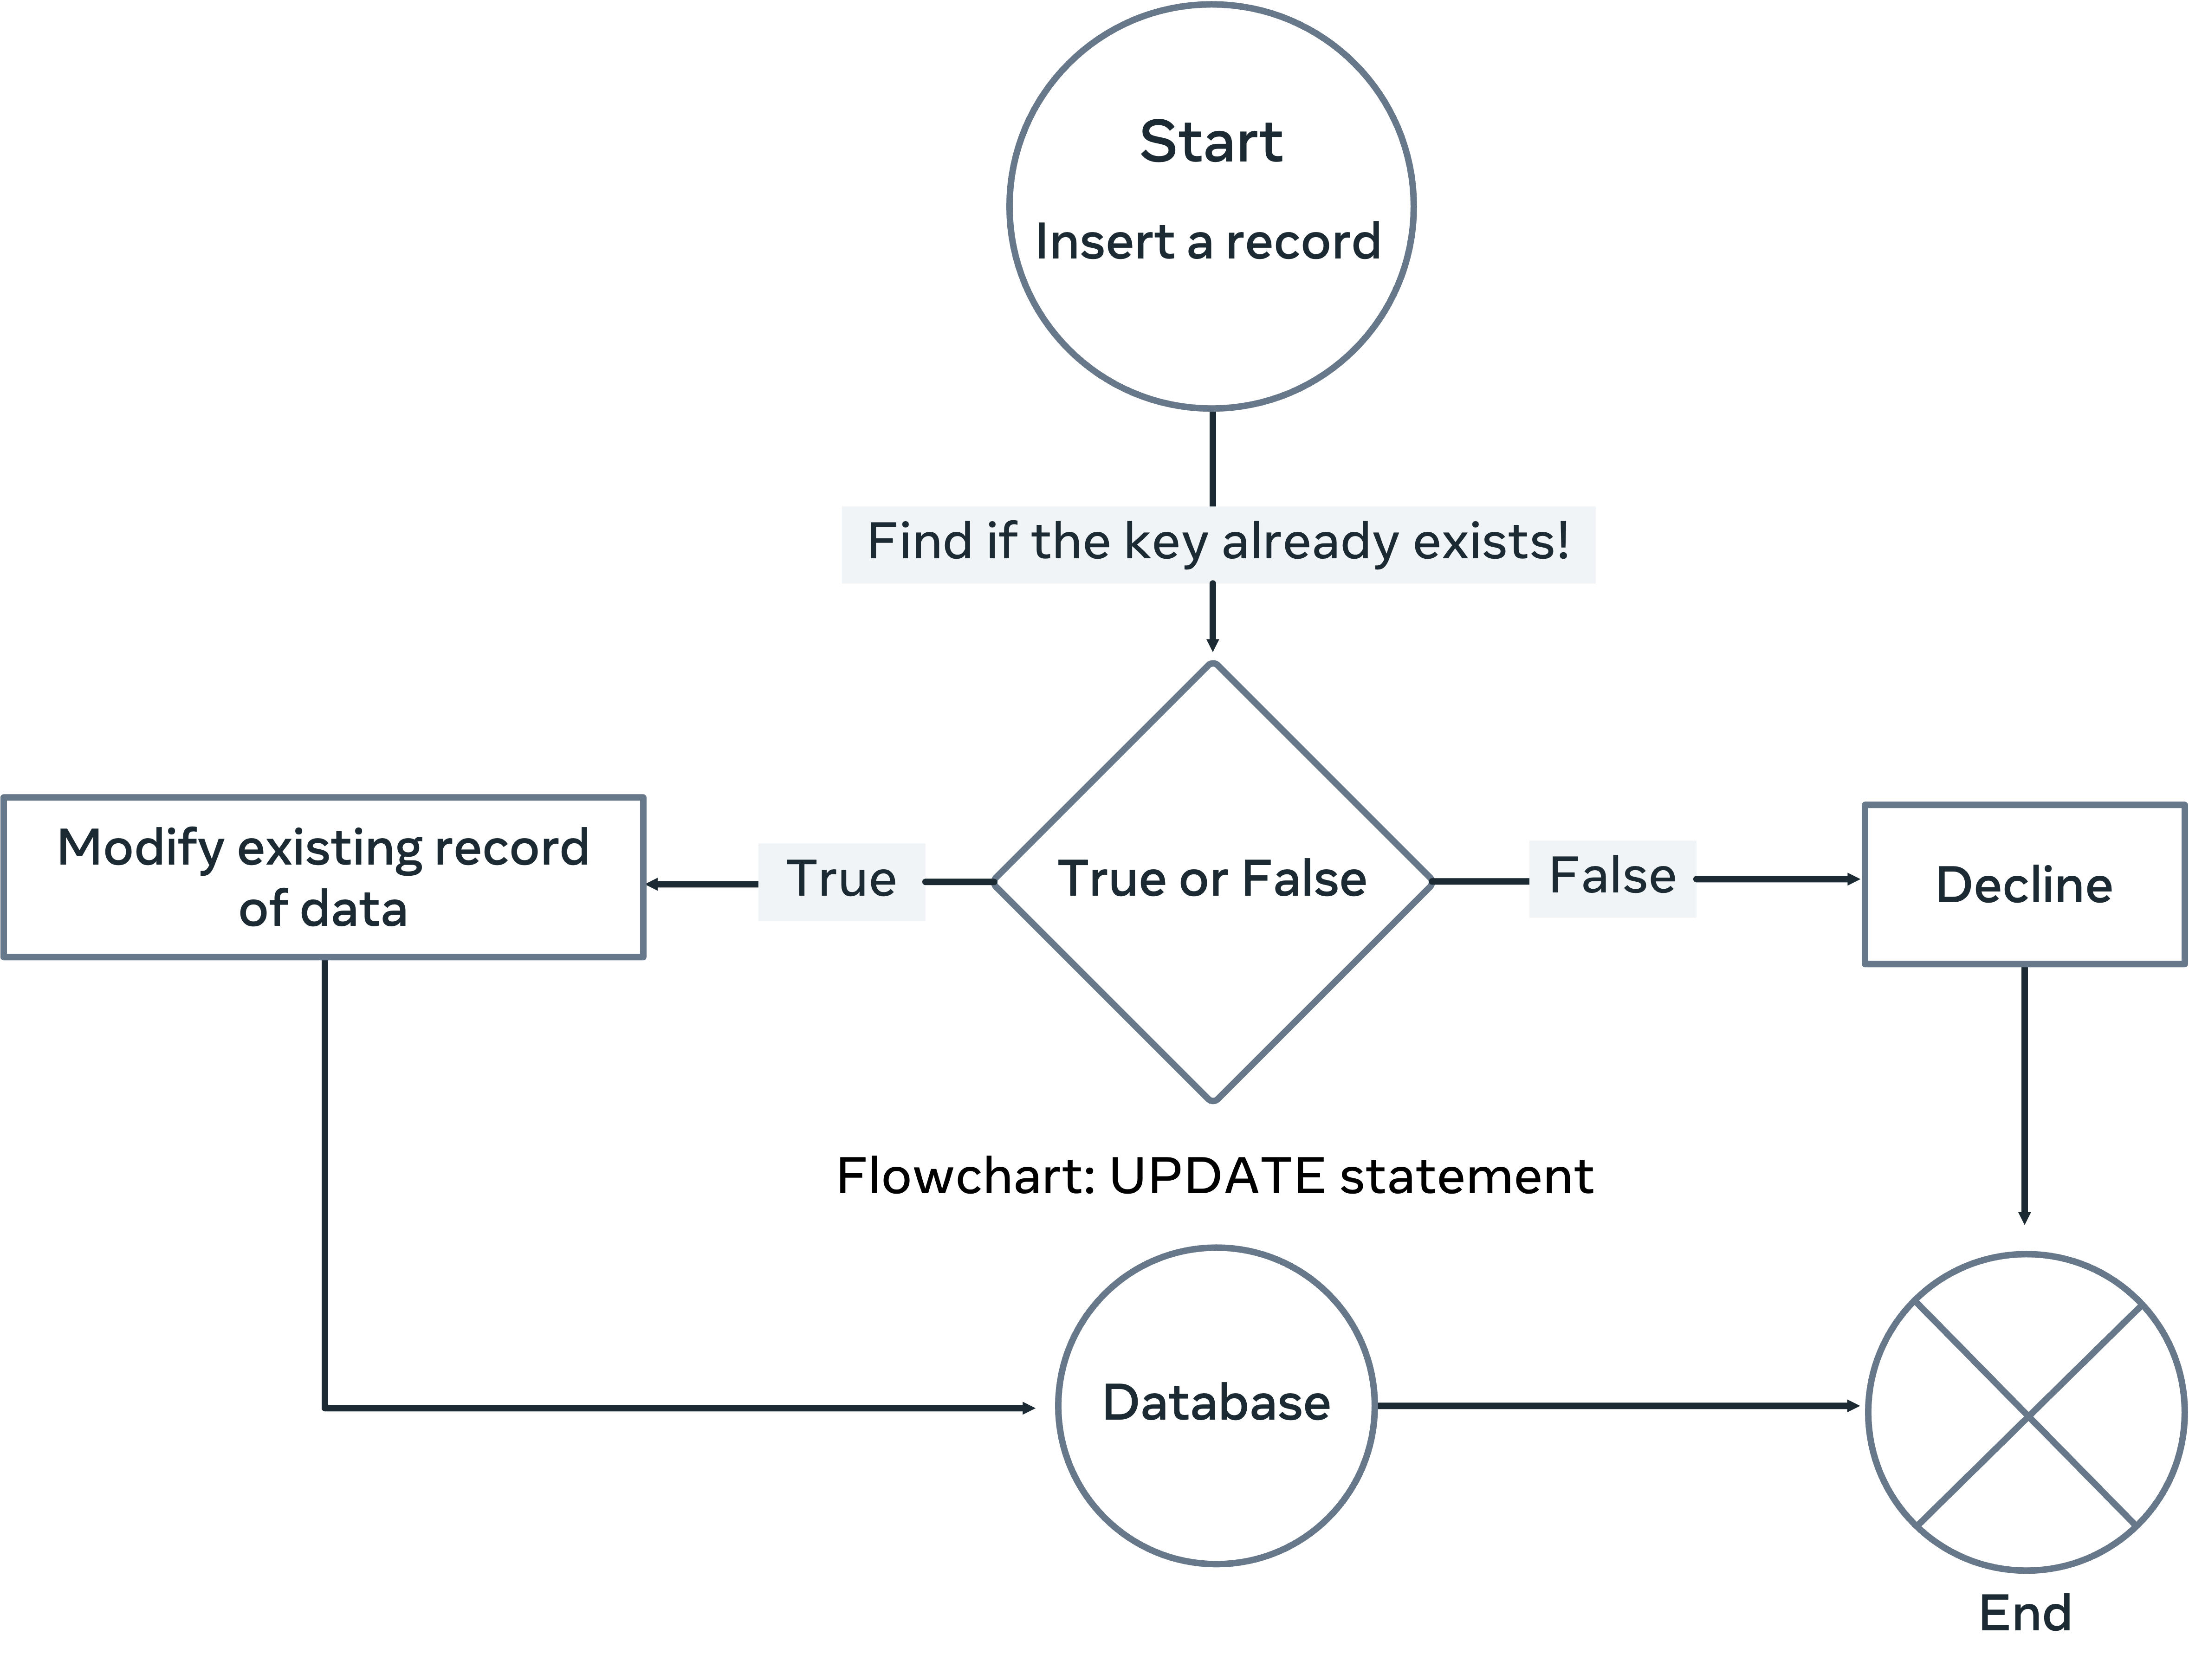 Start
Insert a record
Find if the key already exists!
Modify existing record
of data
True
True or False
False
Decline
Flowchart: UPDATE statement
Database
End